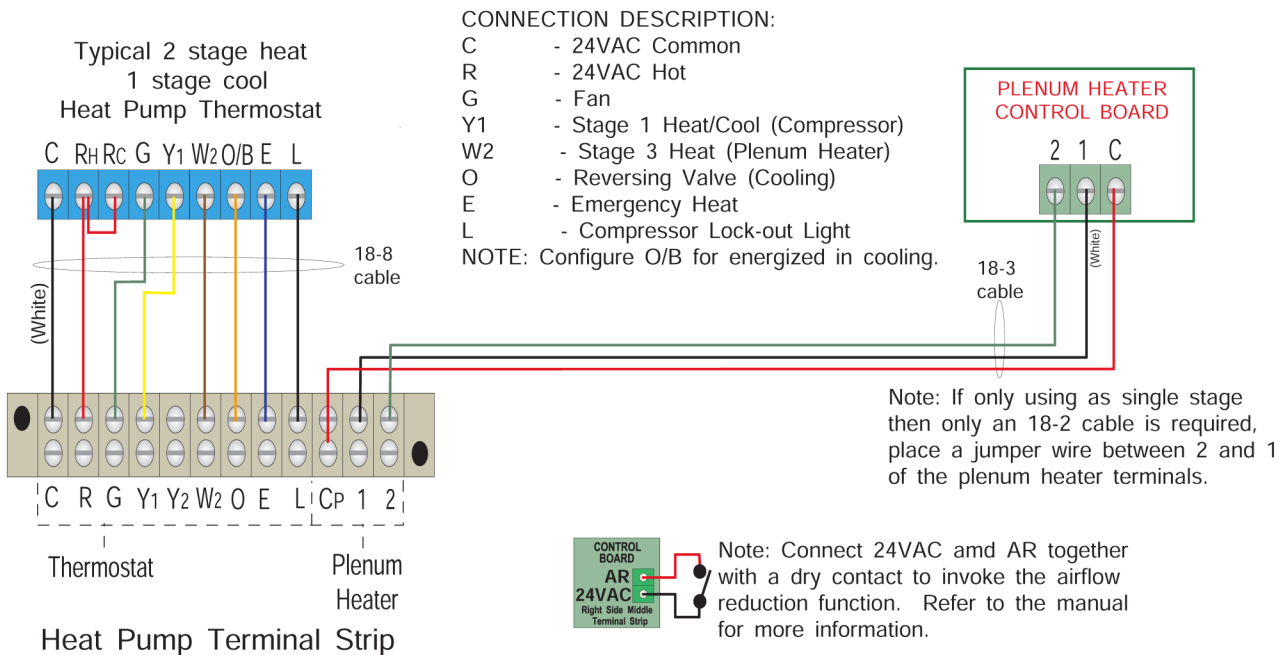 Typical 2 stage heat
1 stage cool
Heat Pump Thermostat
C RH RC G Y1 W2 O/B E L
18-8
cable
(White)
C R G Y1 Y2 W2 O E L CP 1 2
Thermostat
Plenum
Heater
Heat Pump Terminal Strip
CONNECTION DESCRIPTION:
C - 24VAC Common
R - 24VAC Hot
G - Fan
Y1 - Stage 1 Heat/Cool (Compressor)
W2 - Stage 3 Heat (Plenum Heater)
O - Reversing Valve (Cooling)
E - Emergency Heat
L - Compressor Lock-out Light
NOTE: Configure O/B for energized in cooling.
PLENUM HEATER
CONTROL BOARD
2 1 C
(White)
18-3
cable
Note: If only using as single stage
then only an 18-2 cable is required,
place a jumper wire between 2 and 1
of the plenum heater terminals.
CONTROL
BOARD
AR
24VAC
Right Side Middle
Terminal Strip
Note: Connect 24VAC amd AR together
with a dry contact to invoke the airflow
reduction function. Refer to the manual
for more information.